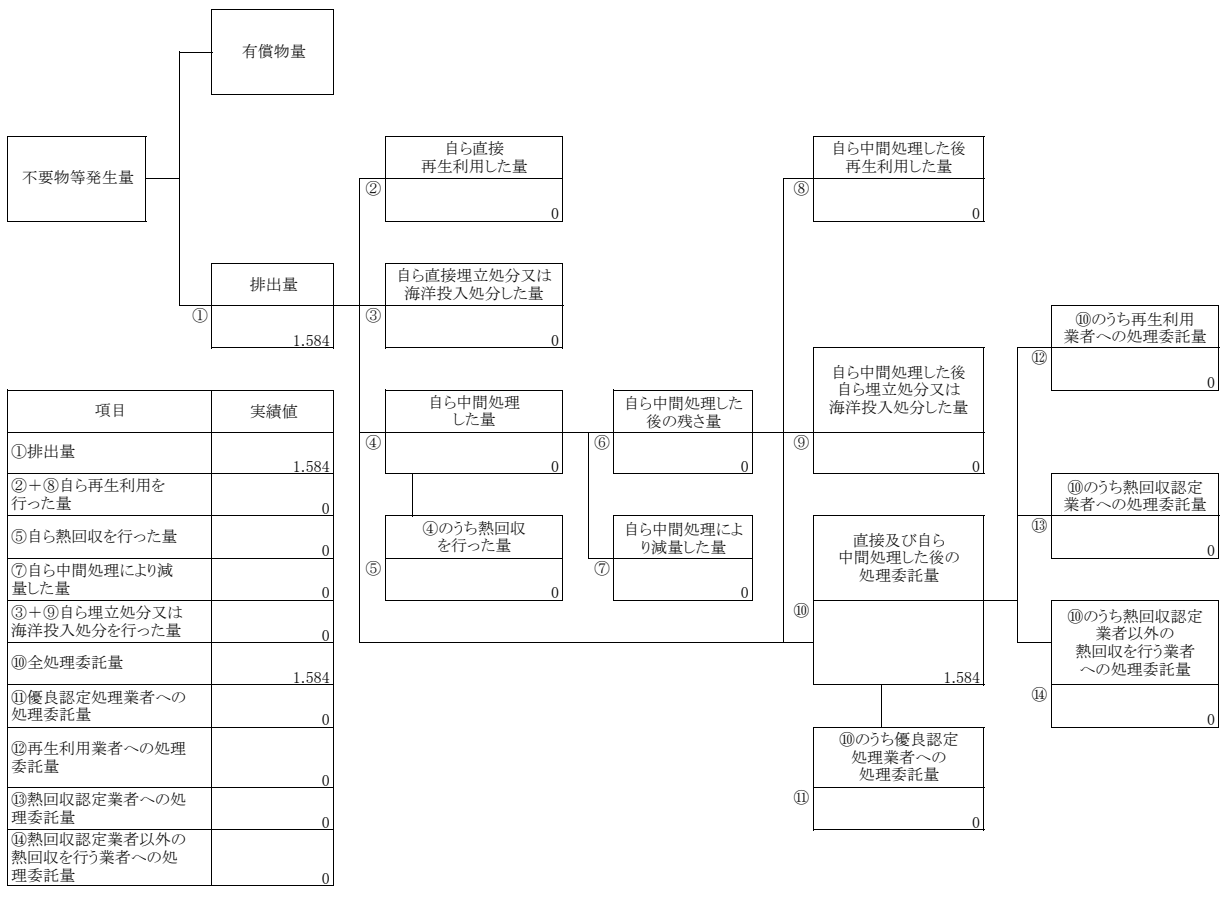 有償物量
不要物等発生量
自ら直接
再生利用した量
②
0
自ら中間処理した後
再生利用した量
⑧
0
排出量
①
1.584
自ら直接埋立処分又は
海洋投入処分した量
③
0
⑩のうち再生利用
業者への処理委託量
⑫
0
自ら中間処理
した量
④
0
自ら中間処理した
後の残さ量
⑥
0
自ら中間処理した後
自ら埋立処分又は
海洋投入処分した量
⑨
0
⑩のうち熱回収認定
業者への処理委託量
⑬
0
④のうち熱回収
を行った量
⑤
0
自ら中間処理によ
り減量した量
⑦
0
直接及び自ら
中間処理した後の
処理委託量
⑩
1.584
⑩のうち熱回収認定
業者以外の
熱回収を行う業者
への処理委託量
⑭
0
⑩のうち優良認定
処理業者への
処理委託量
⑪
0
項目 実績値
①排出量
1.584
②＋⑧自ら再生利用を
行った量
0
⑤自ら熱回収を行った量
0
⑦自ら中間処理により減
量した量
0
③＋⑨自ら埋立処分又は
海洋投入処分を行った量
0
⑩全処理委託量
1.584
⑪優良認定処理業者への
処理委託量
0
⑫再生利用業者への処理
委託量
0
⑬熱回収認定業者への処
理委託量
0
⑭熱回収認定業者以外の
熱回収を行う業者への処
理委託量
0